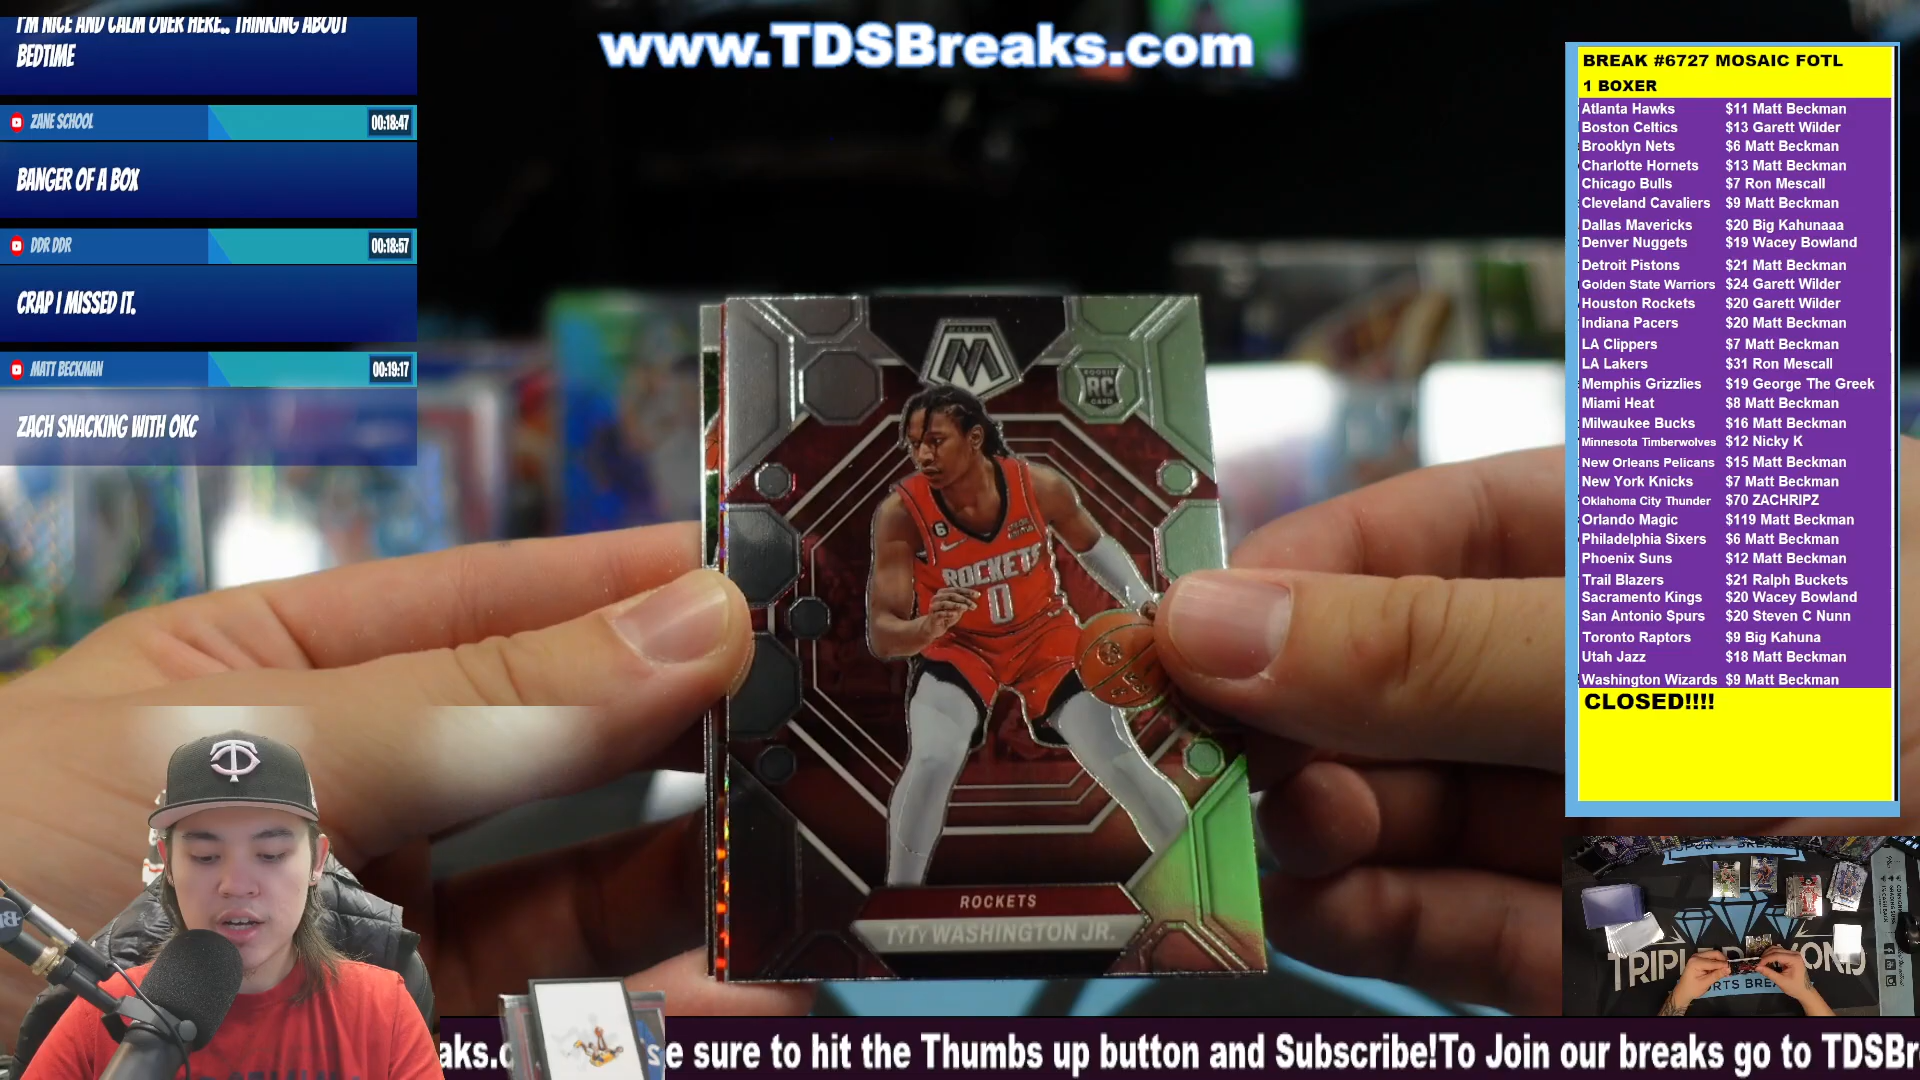 I'M NICE AND CALM OVER HERE.. THINKING ABOUT
BEDTIME
ZANE SCHOOL 00:18:47
BANGER OF A BOX
DDR DDR 00:18:57
CRAP I MISSED IT.
MATT BECKMAN 00:19:17
ZACH SNACKING WITH OKC
www.TDSBreaks.com
BREAK #6727 MOSAIC FOTL
1 BOXER
Atlanta Hawks $11 Matt Beckman
Boston Celtics $13 Garett Wilder
Brooklyn Nets $6 Matt Beckman
Charlotte Hornets $13 Matt Beckman
Chicago Bulls $7 Ron Mescall
Cleveland Cavaliers $9 Matt Beckman
Dallas Mavericks $20 Big Kahunaaa
Denver Nuggets $19 Wacey Bowland
Detroit Pistons $21 Matt Beckman
Golden State Warriors $24 Garett Wilder
Houston Rockets $20 Garett Wilder
Indiana Pacers $20 Matt Beckman
LA Clippers $7 Matt Beckman
LA Lakers $31 Ron Mescall
Memphis Grizzlies $19 George The Greek
Miami Heat $8 Matt Beckman
Milwaukee Bucks $16 Matt Beckman
Minnesota Timberwolves $12 Nicky K
New Orleans Pelicans $15 Matt Beckman
New York Knicks $7 Matt Beckman
Oklahoma City Thunder $70 ZACHRIPZ
Orlando Magic $119 Matt Beckman
Philadelphia Sixers $6 Matt Beckman
Phoenix Suns $12 Matt Beckman
Trail Blazers $21 Ralph Buckets
Sacramento Kings $20 Wacey Bowland
San Antonio Spurs $20 Steven C Nunn
Toronto Raptors $9 Big Kahuna
Utah Jazz $18 Matt Beckman
Washington Wizards $9 Matt Beckman
CLOSED!!!!
MOSAIC
M
ROOKIE
RC
CARD
6
ROCKETS
0
ROCKETS
TYTY WASHINGTON JR.
TC
SPORTS BREAKS
aks.c e sure to hit the Thumbs up button and Subscribe!To Join our breaks go to TDSBr